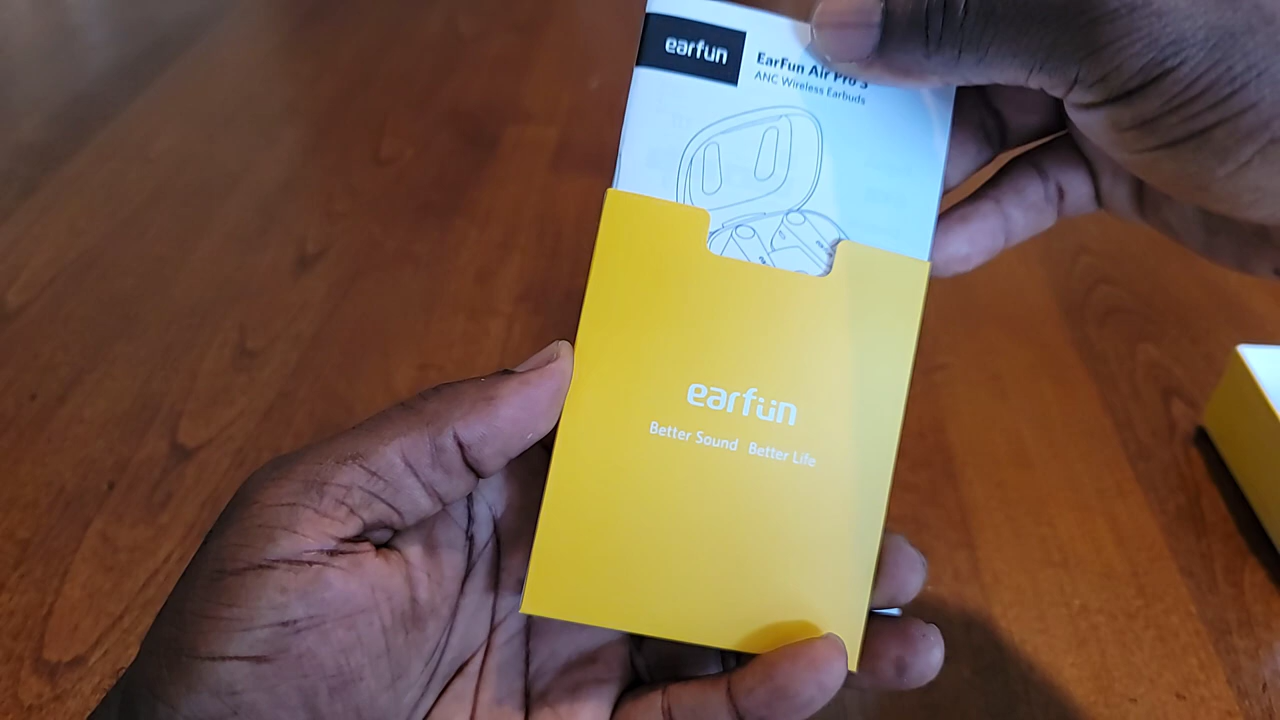 earfun
EarFun Air Pro 3
ANC Wireless Earbuds
earfun
Better Sound Better Life